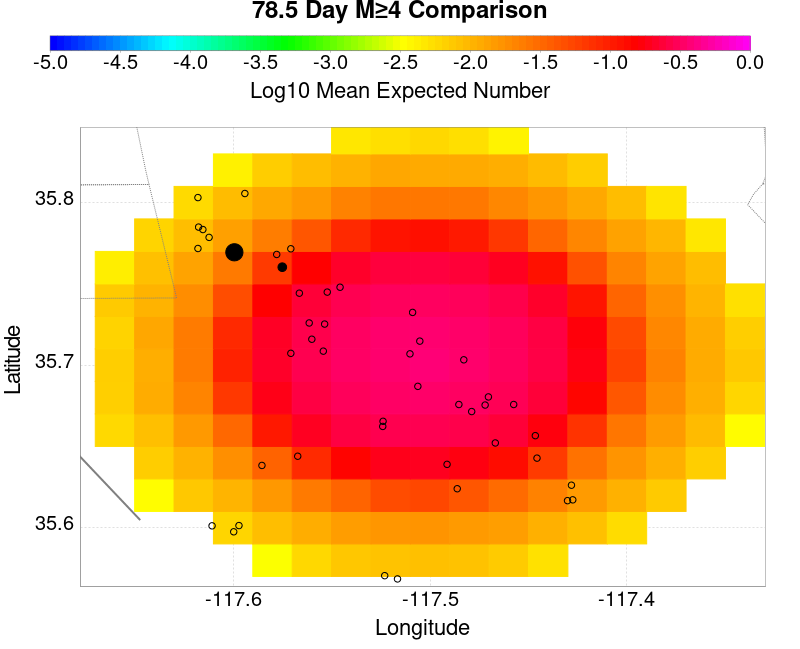 78.5 Day M≥4 Comparison
-5.0 -4.5 -4.0 -3.5 -3.0 -2.5 -2.0 -1.5 -1.0 -0.5 0.0
Log10 Mean Expected Number
35.8
35.7
35.6
Latitude
-117.6 -117.5 -117.4
Longitude